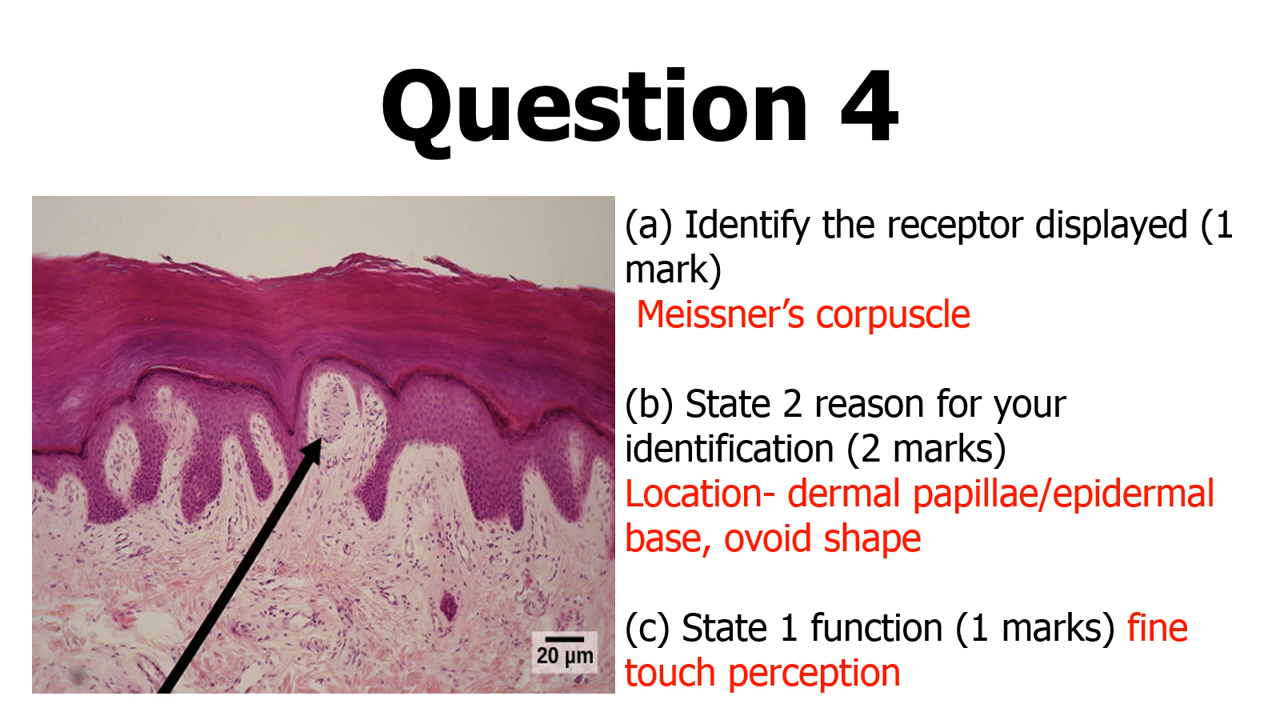 Question 4
(a) Identify the receptor displayed (1
mark)
Meissner’s corpuscle
(b) State 2 reason for your
identification (2 marks)
Location- dermal papillae/epidermal
base, ovoid shape
(c) State 1 function (1 marks) fine
touch perception
20 µm